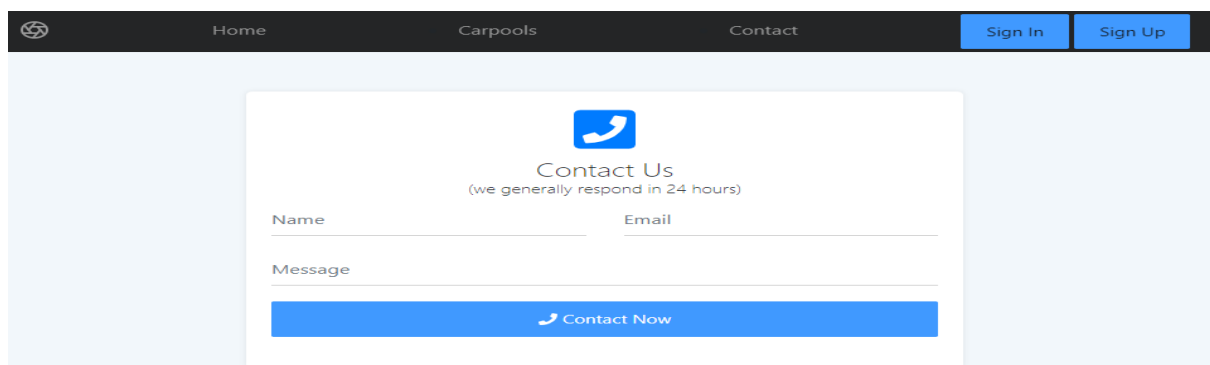 Home Carpools Contact Sign In Sign Up
Contact Us
(we generally respond in 24 hours)
Name Email
Message
Contact Now